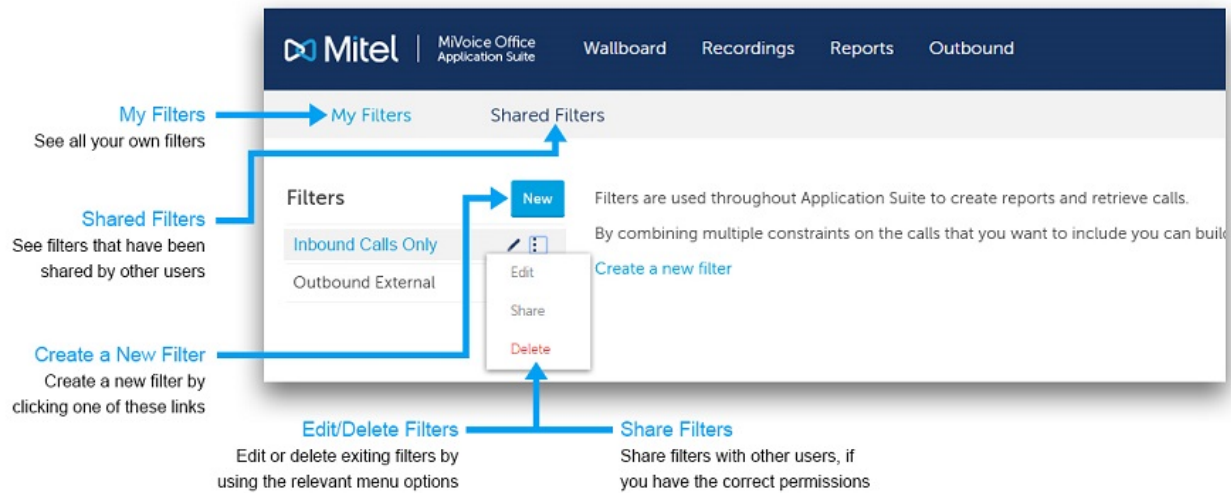 Mitel
MiVoice Office
Application Suite
Wallboard
Recordings
Reports
Outbound
My Filters
See all your own filters
My Filters
Shared Filters
Shared Filters
See filters that have been
shared by other users
Filters
New
Inbound Calls Only
Outbound External
Edit
Share
Delete
Filters are used throughout Application Suite to create reports and retrieve calls.
By combining multiple constraints on the calls that you want to include you can
Create a new filter
Create a New Filter
Create a new filter by
clicking one of these links
Edit/Delete Filters
Edit or delete exiting filters by
using the relevant menu options
Share Filters
Share filters with other users, if
you have the correct permissions